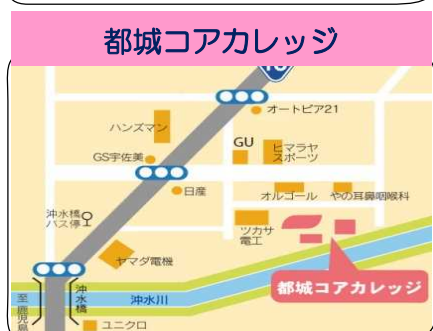 都城コアカレッジ
オートピア21
ハンズマン
GU
ヒマラヤ
スポーツ
GS宇佐美
日産
オルゴール
やの耳鼻咽喉科
沖水橋
バス停
ツカサ
電工
ヤマダ電機
都城コアカレッジ
至鹿児島
沖水橋
沖水川
ユニクロ